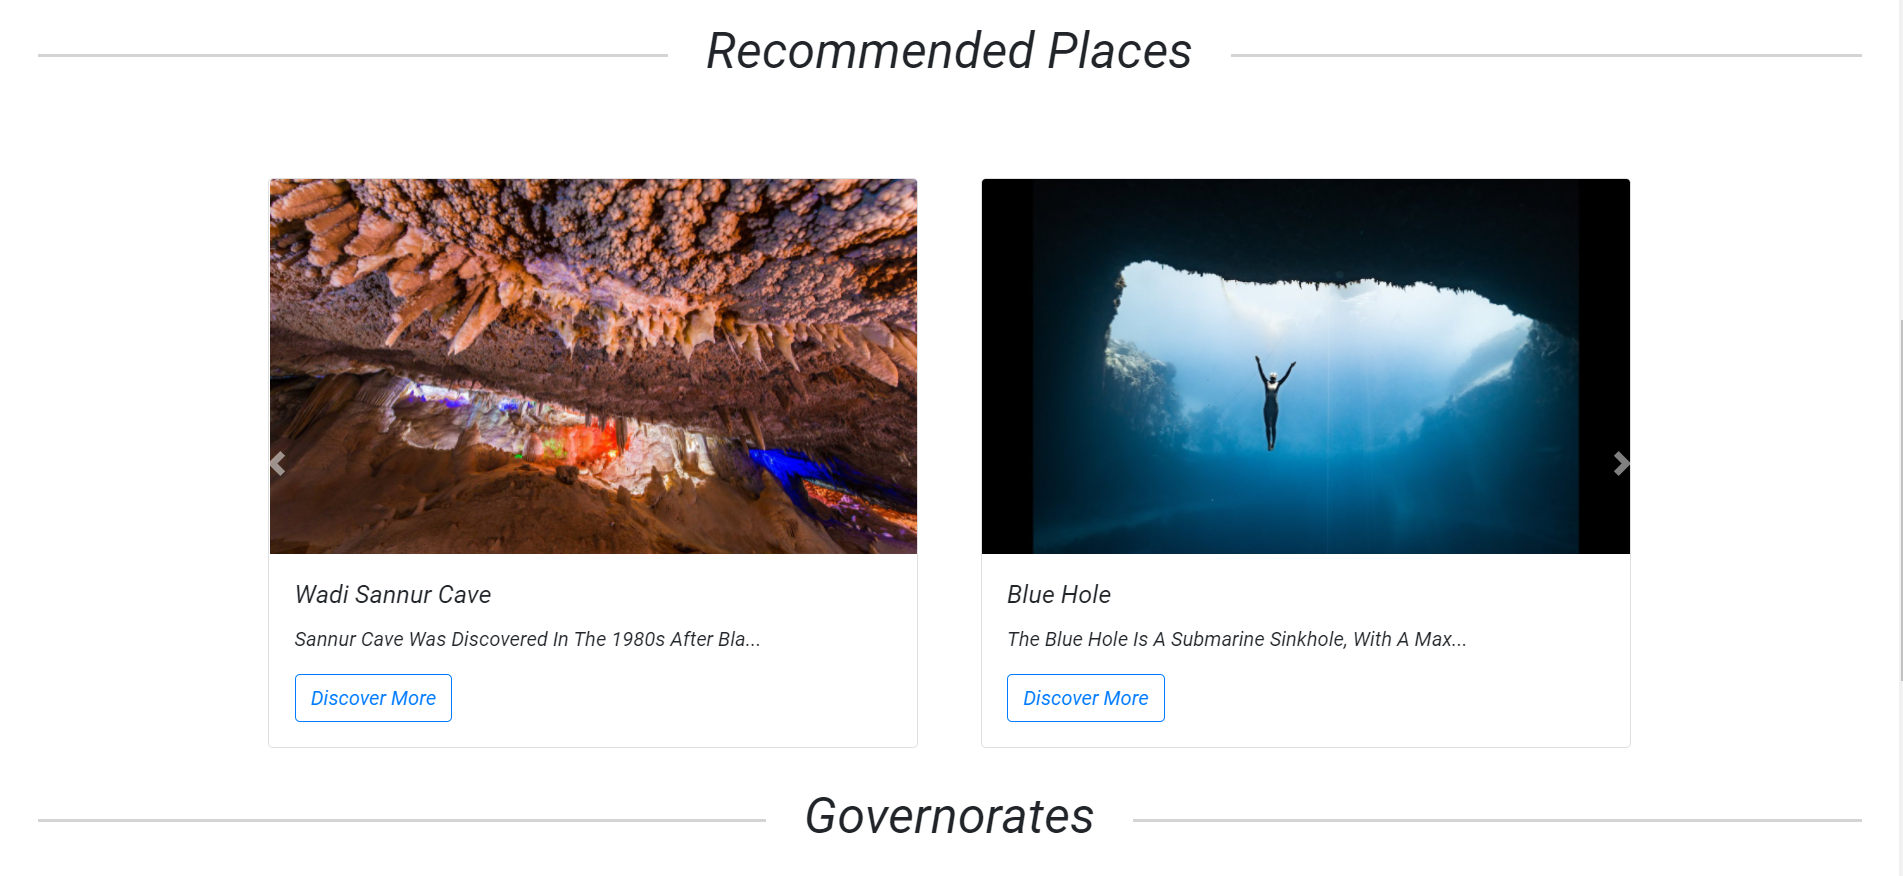 Recommended Places
Wadi Sannur Cave
Sannur Cave Was Discovered In The 1980s After Bla...
Discover More
Blue Hole
The Blue Hole Is A Submarine Sinkhole, With A Max...
Discover More
Governorates